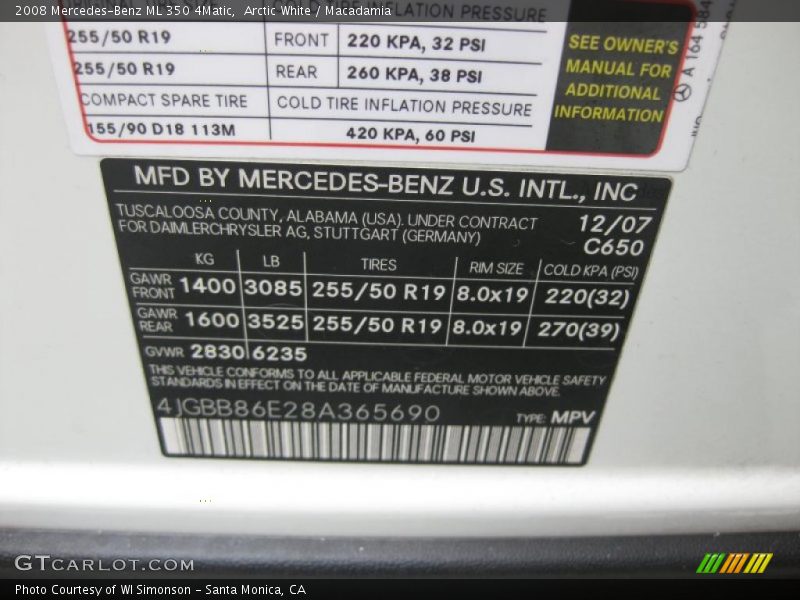 2008 Mercedes-Benz ML 350 4Matic, Arctic White / Macadamia
INFLATION PRESSURE
255/50 R19 FRONT 220 KPA, 32 PSI
255/50 R19 REAR 260 KPA, 38 PSI
COMPACT SPARE TIRE COLD TIRE INFLATION PRESSURE
155/90 D18 113M 420 KPA, 60 PSI
SEE OWNER'S
MANUAL FOR
ADDITIONAL
INFORMATION
A 164 584
MFD BY MERCEDES-BENZ U.S. INTL., INC
TUSCALOOSA COUNTY, ALABAMA (USA). UNDER CONTRACT
FOR DAIMLERCHRYSLER AG, STUTTGART (GERMANY)
12/07
C650
KG LB TIRES RIM SIZE COLD KPA (PSI)
GAWR FRONT 1400 3085 255/50 R19 8.0x19 220(32)
GAWR REAR 1600 3525 255/50 R19 8.0x19 270(39)
GVWR 2830 6235
THIS VEHICLE CONFORMS TO ALL APPLICABLE FEDERAL MOTOR VEHICLE SAFETY
STANDARDS IN EFFECT ON THE DATE OF MANUFACTURE SHOWN ABOVE.
4JGBB86E28A365690 TYPE: MPV
GTCARLOT.COM
Photo Courtesy of WI Simonson - Santa Monica, CA